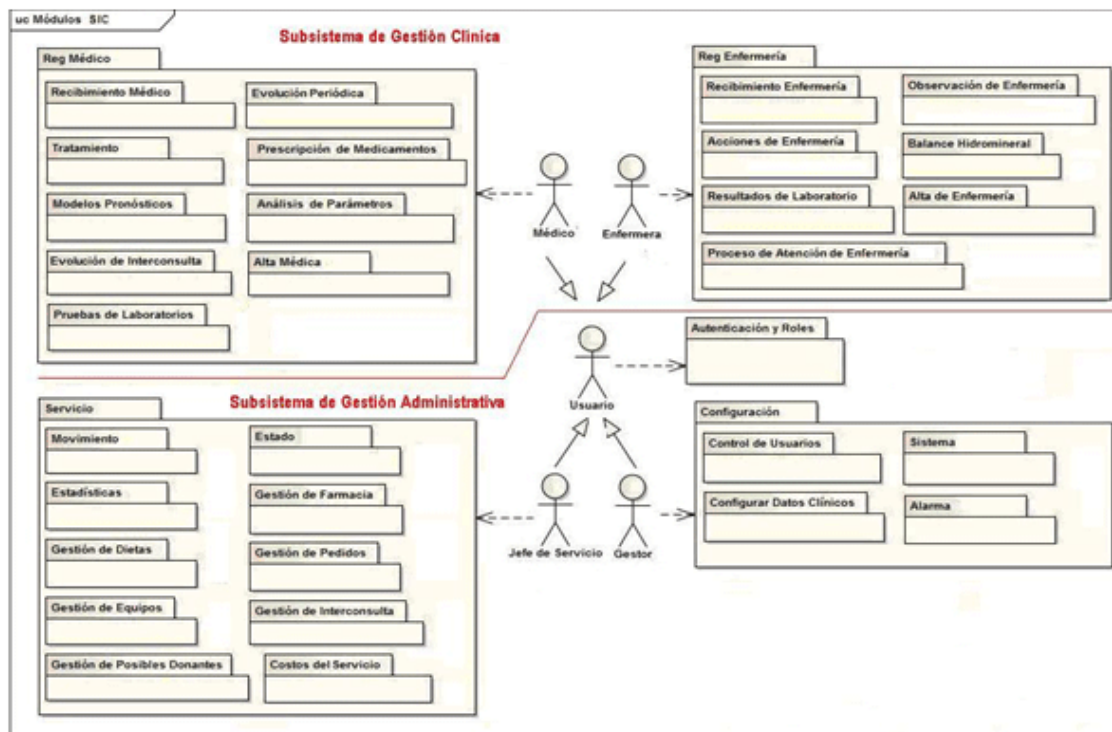 uc Módulos SIC
Subsistema de Gestión Clínica
Reg Médico
Recibimiento Médico
Evolución Periódica
Tratamiento
Prescripción de Medicamentos
Modelos Pronósticos
Análisis de Parámetros
Evolución de Interconsulta
Alta Médica
Pruebas de Laboratorios
Médico
Enfermera
Reg Enfermería
Recibimiento Enfermería
Observación de Enfermería
Acciones de Enfermería
Balance Hidromineral
Resultados de Laboratorio
Alta de Enfermería
Proceso de Atención de Enfermería
Usuario
Autenticación y Roles
Subsistema de Gestión Administrativa
Servicio
Movimiento
Estado
Estadísticas
Gestión de Farmacia
Gestión de Dietas
Gestión de Pedidos
Gestión de Equipos
Gestión de Interconsulta
Gestión de Posibles Donantes
Costos del Servicio
Jefe de Servicio
Gestor
Configuración
Control de Usuarios
Sistema
Configurar Datos Clínicos
Alarma